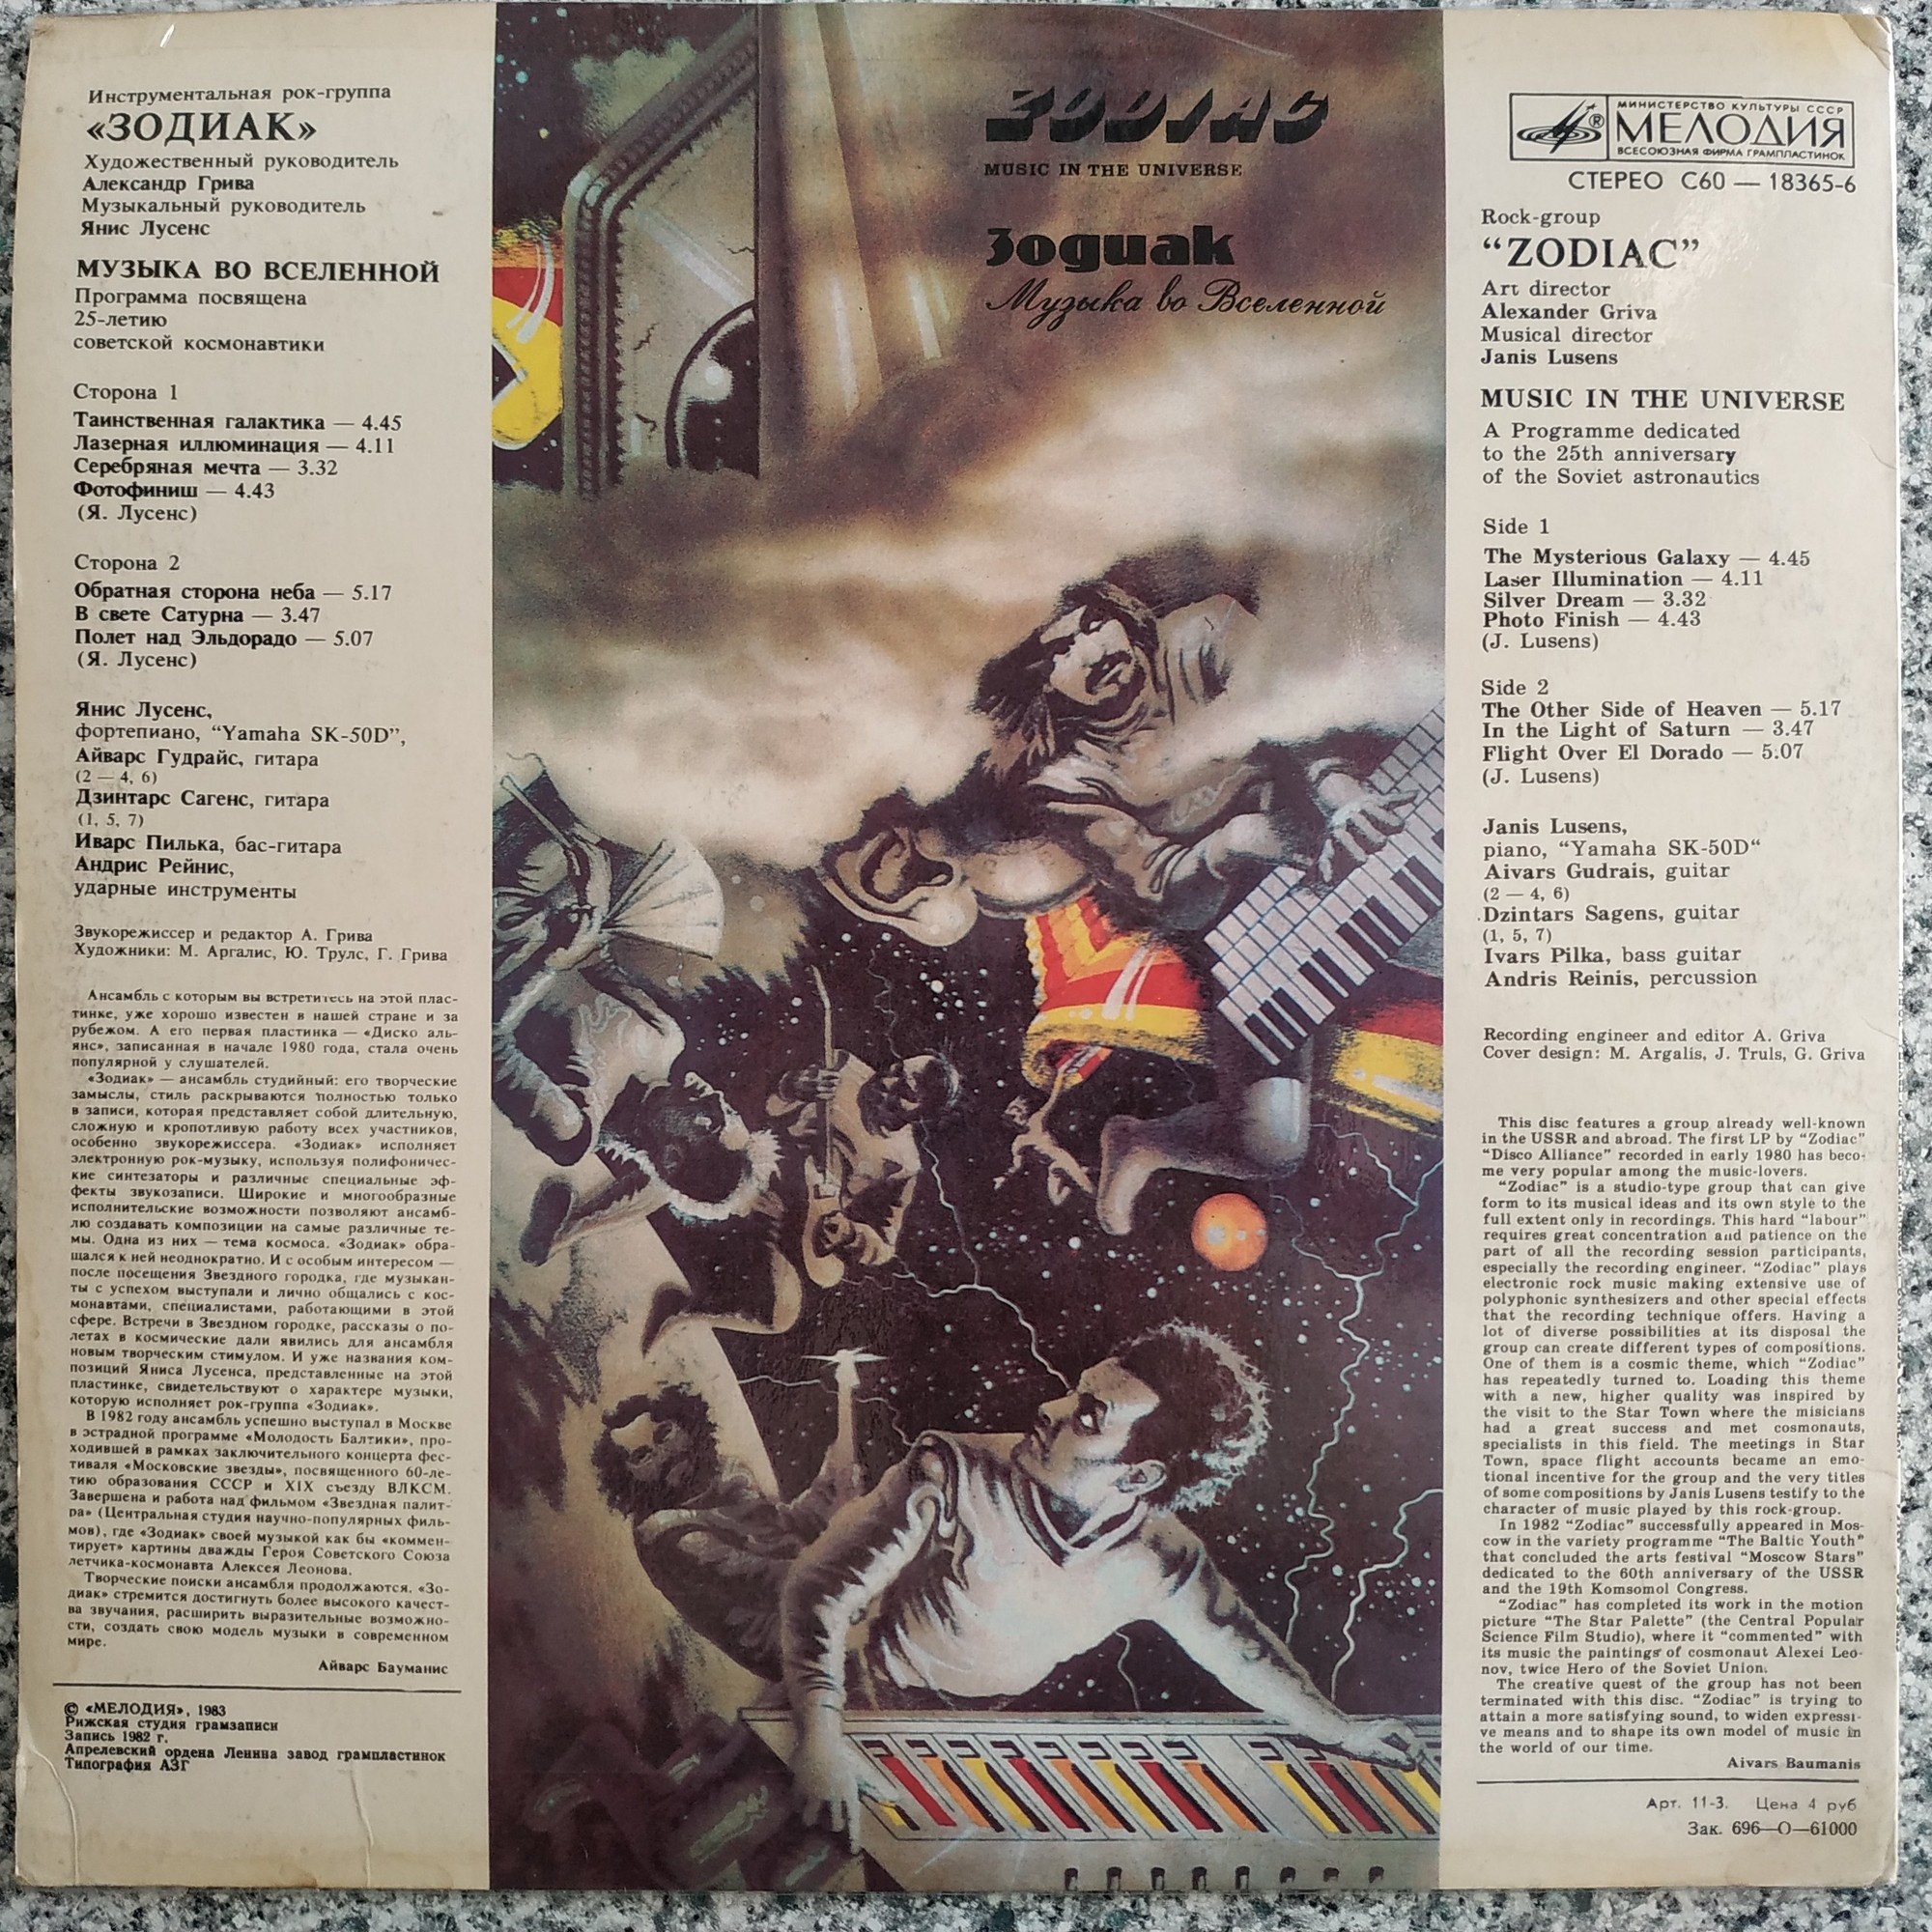 Инструментальная рок-группа
«ЗОДИАК»
Художественный руководитель
Александр Грива
Музыкальный руководитель
Янис Лусенс
МУЗЫКА ВО ВСЕЛЕННОЙ
Программа посвящена
25-летию
советской космонавтики
Сторона 1
Таинственная галактика — 4.45
Лазерная иллюминация — 4.11
Серебряная мечта — 3.32
Фотофиниш — 4.43
(Я. Лусенс)
Сторона 2
Обратная сторона неба — 5.17
В свете Сатурна — 3.47
Полет над Эльдорадо — 5.07
(Я. Лусенс)
Янис Лусенс,
фортепиано, “Yamaha SK-50D”,
Айварс Гудрайс, гитара
(2 — 4, 6)
Дзинтарс Сагенс, гитара
(1, 5, 7)
Иварс Пилька, бас-гитара
Андрис Рейнис,
ударные инструменты
Звукорежиссер и редактор А. Грива
Художники: М. Аргалис, Ю. Трулс, Г. Грива
Ансамбль с которым вы встретитесь на этой плас-
тинке, уже хорошо известен в нашей стране и за
рубежом. А его первая пластинка — «Диско аль-
янс», записанная в начале 1980 года, стала очень
популярной у слушателей.
«Зодиак» — ансамбль студийный: его творческие
замыслы, стиль раскрываются полностью только
в записи, которая представляет собой длительную,
сложную и кропотливую работу всех участников,
особенно звукорежиссера. «Зодиак» исполняет
электронную рок-музыку, используя полифоничес-
кие синтезаторы и различные специальные эф-
фекты звукозаписи. Широкие и многообразные
исполнительские возможности позволяют ансамб-
лю создавать композиции на самые различные те-
мы. Одна из них — тема космоса. «Зодиак» обра-
щался к ней неоднократно. И с особым интересом —
после посещения Звездного городка, где музыкан-
ты с успехом выступали и лично общались с кос-
монавтами, специалистами, работающими в этой
сфере. Встречи в Звездном городке, рассказы о по-
летах в космические дали явились для ансамбля
новым творческим стимулом. И уже названия ком-
позиций Яниса Лусенса, представленные на этой
пластинке, свидетельствуют о характере музыки,
которую исполняет рок-группа «Зодиак».
В 1982 году ансамбль успешно выступал в Москве
в эстрадной программе «Молодость Балтики», про-
ходившей в рамках заключительного концерта фес-
тиваля «Московские звезды», посвященного 60-ле-
тию образования СССР и XIX съезду ВЛКСМ.
Завершена и работа над фильмом «Звездная палит-
ра» (Центральная студия научно-популярных филь-
мов), где «Зодиак» своей музыкой как бы «коммен-
тирует» картины дважды Героя Советского Союза
летчика-космонавта Алексея Леонова.
Творческие поиски ансамбля продолжаются. «Зо-
диак» стремится достигнуть более высокого качест-
ва звучания, расширить выразительные возможно-
сти, создать свою модель музыки в современном
мире.
Айварс Бауманис
© «МЕЛОДИЯ», 1983
Рижская студия грамзаписи
Запись 1982 г.
Апрелевский ордена Ленина завод грампластинок
Типография АЗГ
ZODIAC
MUSIC IN THE UNIVERSE
Зодиак
Музыка во Вселенной
МИНИСТЕРСТВО КУЛЬТУРЫ СССР
® МЕЛОДИЯ
ВСЕСОЮЗНАЯ ФИРМА ГРАМПЛАСТИНОК
СТЕРЕО С60 — 18365-6
Rock-group
“ZODIAC”
Art director
Alexander Griva
Musical director
Janis Lusens
MUSIC IN THE UNIVERSE
A Programme dedicated
to the 25th anniversary
of the Soviet astronautics
Side 1
The Mysterious Galaxy — 4.45
Laser Illumination — 4.11
Silver Dream — 3.32
Photo Finish — 4.43
(J. Lusens)
Side 2
The Other Side of Heaven — 5.17
In the Light of Saturn — 3.47
Flight Over El Dorado — 5.07
(J. Lusens)
Janis Lusens,
piano, “Yamaha SK-50D“
Aivars Gudrais, guitar
(2 — 4, 6)
Dzintars Sagens, guitar
(1, 5, 7)
Ivars Pilka, bass guitar
Andris Reinis, percussion
Recording engineer and editor A. Griva
Cover design: M. Argalis, J. Truls, G. Griva
This disc features a group already well-known
in the USSR and abroad. The first LP by “Zodiac”
“Disco Alliance” recorded in early 1980 has beco-
me very popular among the music-lovers.
“Zodiac” is a studio-type group that can give
form to its musical ideas and its own style to the
full extent only in recordings. This hard “labour”
requires great concentration and patience on the
part of all the recording session participants,
especially the recording engineer. “Zodiac” plays
electronic rock music making extensive use of
polyphonic synthesizers and other special effects
that the recording technique offers. Having a
lot of diverse possibilities at its disposal the
group can create different types of compositions.
One of them is a cosmic theme, which “Zodiac”
has repeatedly turned to. Loading this theme
with a new, higher quality was inspired by
the visit to the Star Town where the misicians
had a great success and met cosmonauts,
specialists in this field. The meetings in Star
Town, space flight accounts became an emo-
tional incentive for the group and the very titles
of some compositions by Janis Lusens testify to the
character of music played by this rock-group.
In 1982 “Zodiac” successfully appeared in Mos-
cow in the variety programme “The Baltic Youth”
that concluded the arts festival “Moscow Stars”
dedicated to the 60th anniversary of the USSR
and the 19th Komsomol Congress.
“Zodiac” has completed its work in the motion
picture “The Star Palette” (the Central Popular
Science Film Studio), where it “commented” with
its music the paintings of cosmonaut Alexei Leo-
nov, twice Hero of the Soviet Union.
The creative quest of the group has not been
terminated with this disc. “Zodiac” is trying to
attain a more satisfying sound, to widen expressi-
ve means and to shape its own model of music in
the world of our time.
Aivars Baumanis
Арт. 11-3. Цена 4 руб
Зак. 696—О—61000